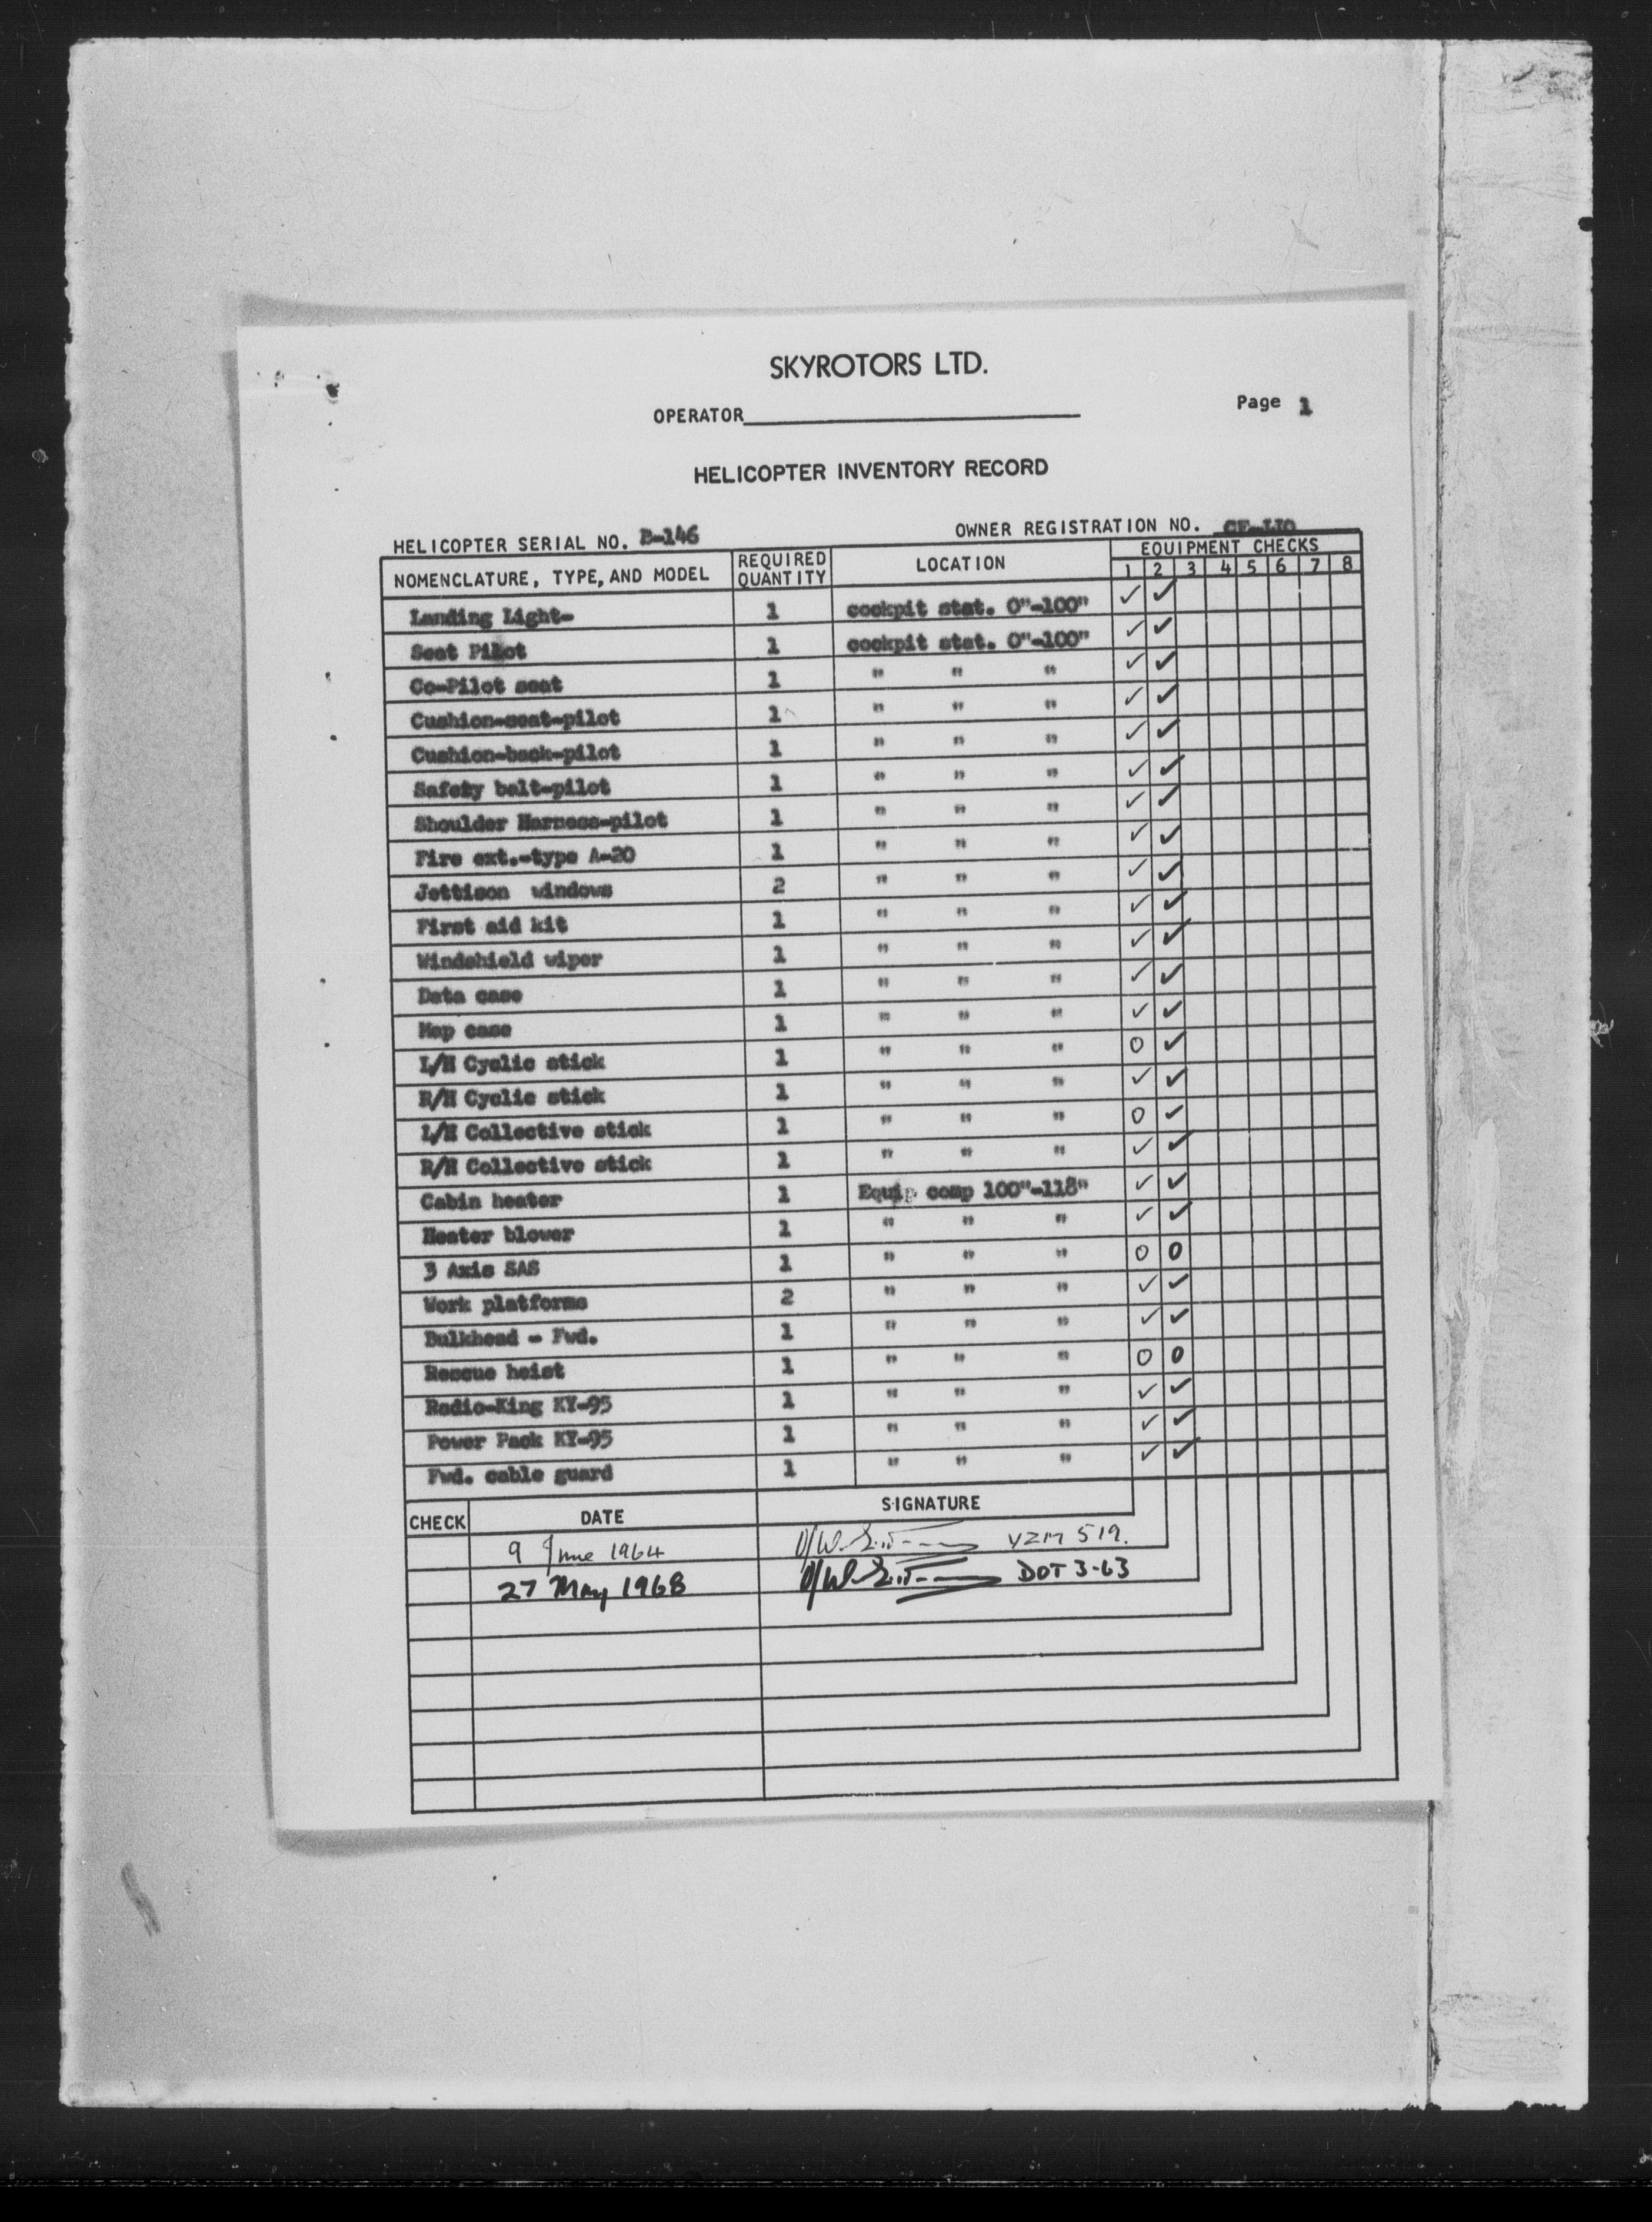 SKYROTORS LTD.
OPERATOR
Page 1
HELICOPTER INVENTORY RECORD
HELICOPTER SERIAL NO. B-146 OWNER REGISTRATION NO.
NOMENCLATURE, TYPE, AND MODEL REQUIRED QUANTITY LOCATION EQUIPMENT CHECKS
1 2 3 4 5 6 7 8
Landing Light- 1 cockpit stat. 0"-100" ✓ ✓
Seat Pilot 1 cockpit stat. 0"-100" ✓ ✓
Co-Pilot seat 1 " " " ✓ ✓
Cushion-seat-pilot 1 " " " ✓ ✓
Cushion-back-pilot 1 " " " ✓ ✓
Safety belt-pilot 1 " " " ✓ ✓
Shoulder Harness-pilot 1 " " " ✓ ✓
Fire ext.-type A-20 1 " " " ✓ ✓
Jettison windows 2 " " " ✓ ✓
First aid kit 1 " " " ✓ ✓
Windshield wiper 1 " " " ✓ ✓
Data case 1 " " " ✓ ✓
Map case 1 " " " ✓ ✓
L/H Cyclic stick 1 " " " O ✓
R/H Cyclic stick 1 " " " ✓ ✓
L/H Collective stick 1 " " " O ✓
R/H Collective stick 1 " " " ✓ ✓
Cabin heater 1 Equip comp 100"-118" ✓ ✓
Heater blower 1 " " " ✓ ✓
3 Axis SAS 1 " " " O O
Work platforms 2 " " " ✓ ✓
Bulkhead - Fwd. 1 " " " ✓ ✓
Rescue hoist 1 " " " O O
Radio-King KY-95 1 " " " ✓ ✓
Power Pack KY-95 1 " " " ✓ ✓
Fwd. cable guard 1 " " " ✓ ✓
CHECK DATE SIGNATURE
9 June 1964 YZM 519.
27 May 1968 DOT 3-63